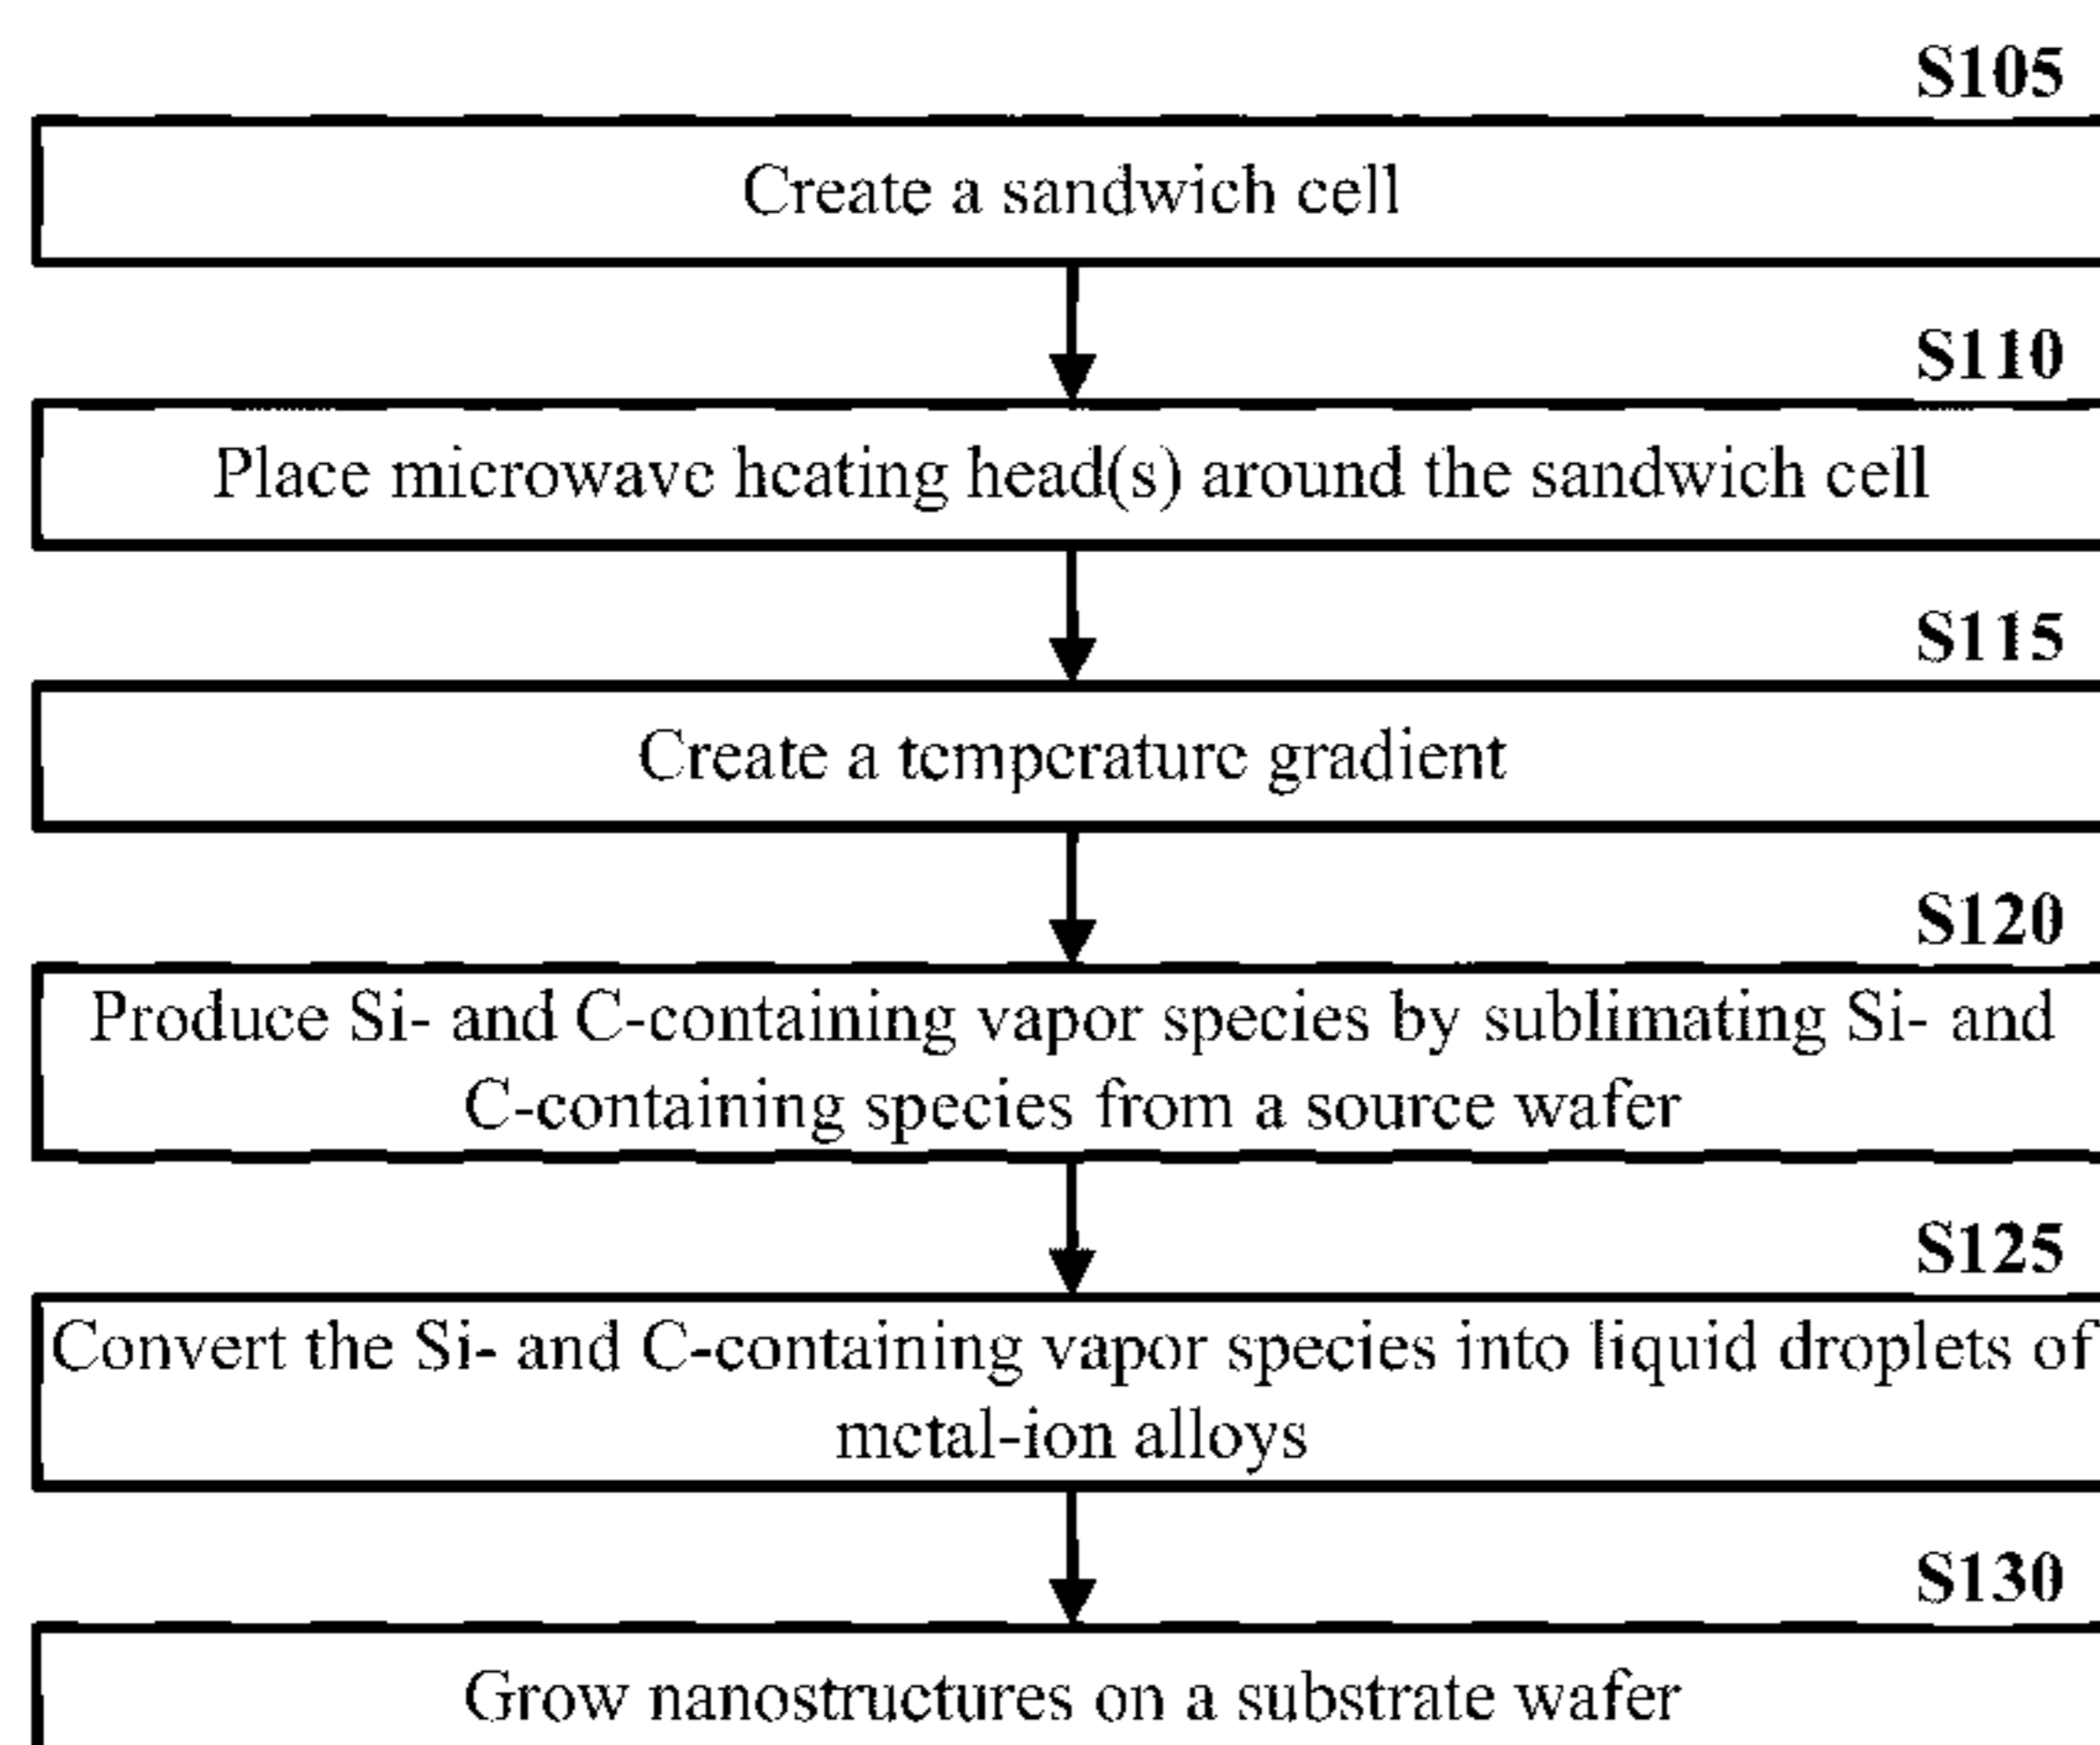 S105
Create a sandwich cell
S110
Place microwave heating head(s) around the sandwich cell
S115
Create a temperature gradient
S120
Produce Si- and C-containing vapor species by sublimating Si- and
C-containing species from a source wafer
S125
Convert the Si- and C-containing vapor species into liquid droplets of
metal-ion alloys
S130
Grow nanostructures on a substrate wafer